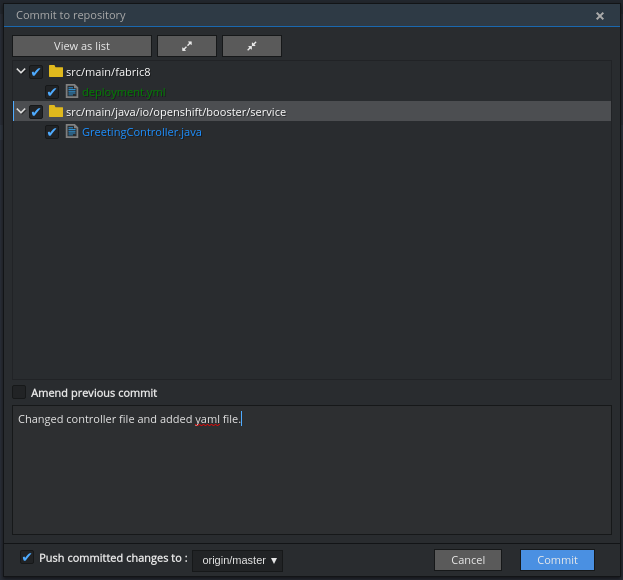 Commit to repository
View as list
src/main/fabric8
deployment.yml
src/main/java/io/openshift/booster/service
GreetingController.java
Amend previous commit
Changed controller file and added yaml file.
Push committed changes to : origin/master
Cancel Commit